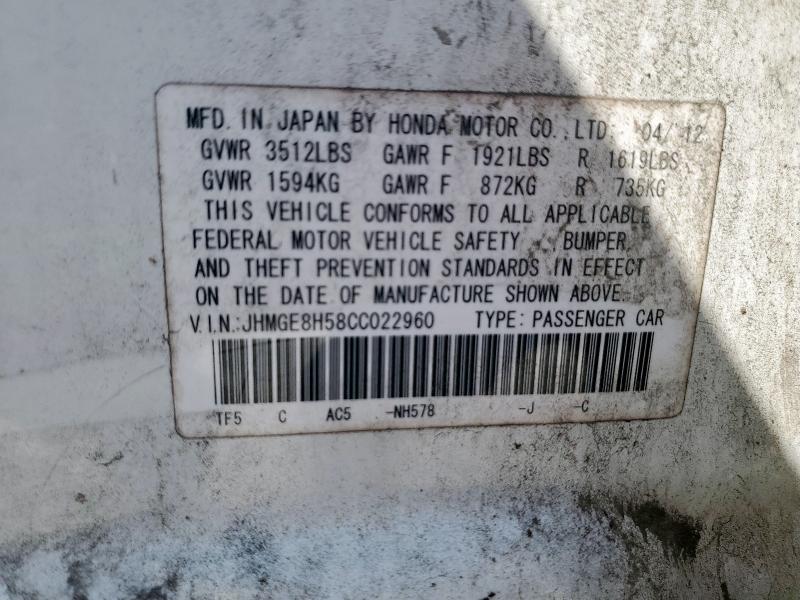 MFD. IN JAPAN BY HONDA MOTOR CO.,LTD. 04/12
GVWR 3512LBS GAWR F 1921LBS R 1619LBS
GVWR 1594KG GAWR F 872KG R 735KG
THIS VEHICLE CONFORMS TO ALL APPLICABLE
FEDERAL MOTOR VEHICLE SAFETY, BUMPER,
AND THEFT PREVENTION STANDARDS IN EFFECT
ON THE DATE OF MANUFACTURE SHOWN ABOVE.
V.I.N.:JHMGE8H58CC022960 TYPE: PASSENGER CAR
TF5 C AC5 -NH578 -J -C